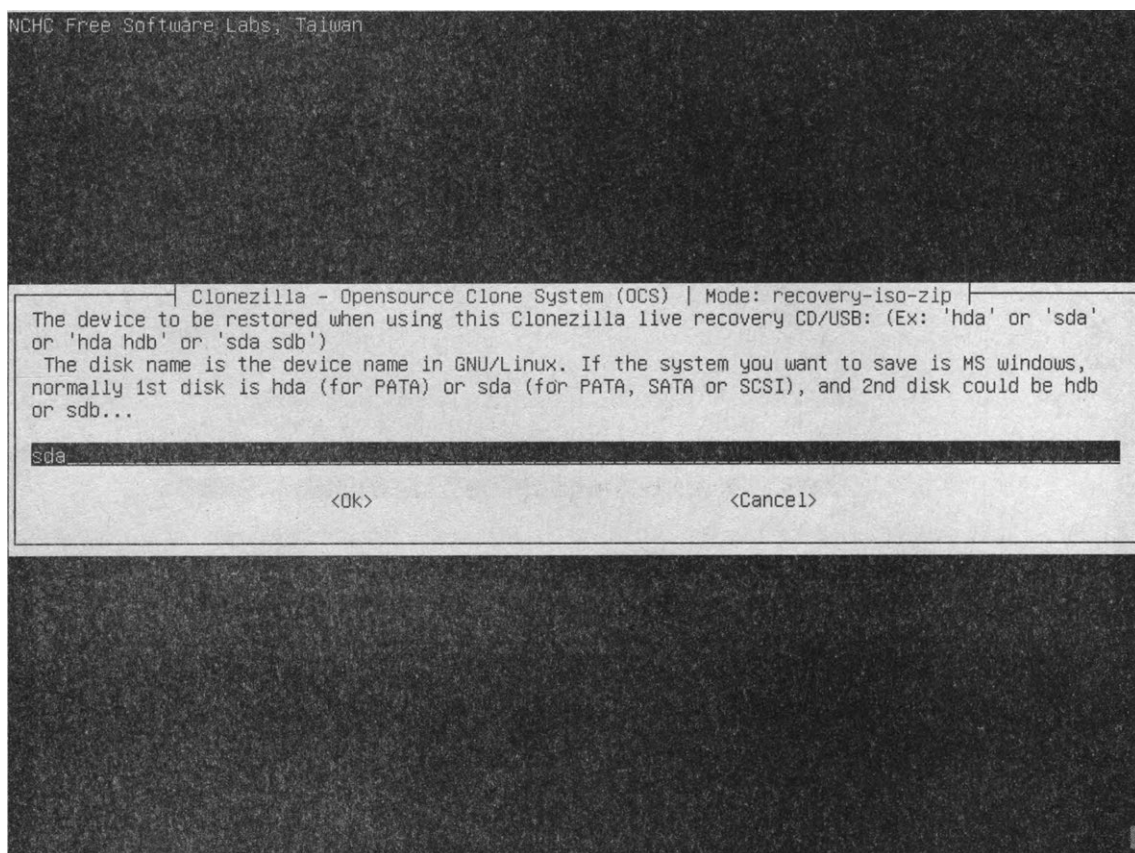 NCHC Free Software Labs, Taiwan
Clonezilla - Opensource Clone System (OCS) | Mode: recovery-iso-zip
The device to be restored when using this Clonezilla live recovery CD/USB: (Ex: 'hda' or 'sda'
or 'hda hdb' or 'sda sdb')
The disk name is the device name in GNU/Linux. If the system you want to save is MS windows,
normally 1st disk is hda (for PATA) or sda (for PATA, SATA or SCSI), and 2nd disk could be hdb
or sdb...
sda
<Ok> <Cancel>